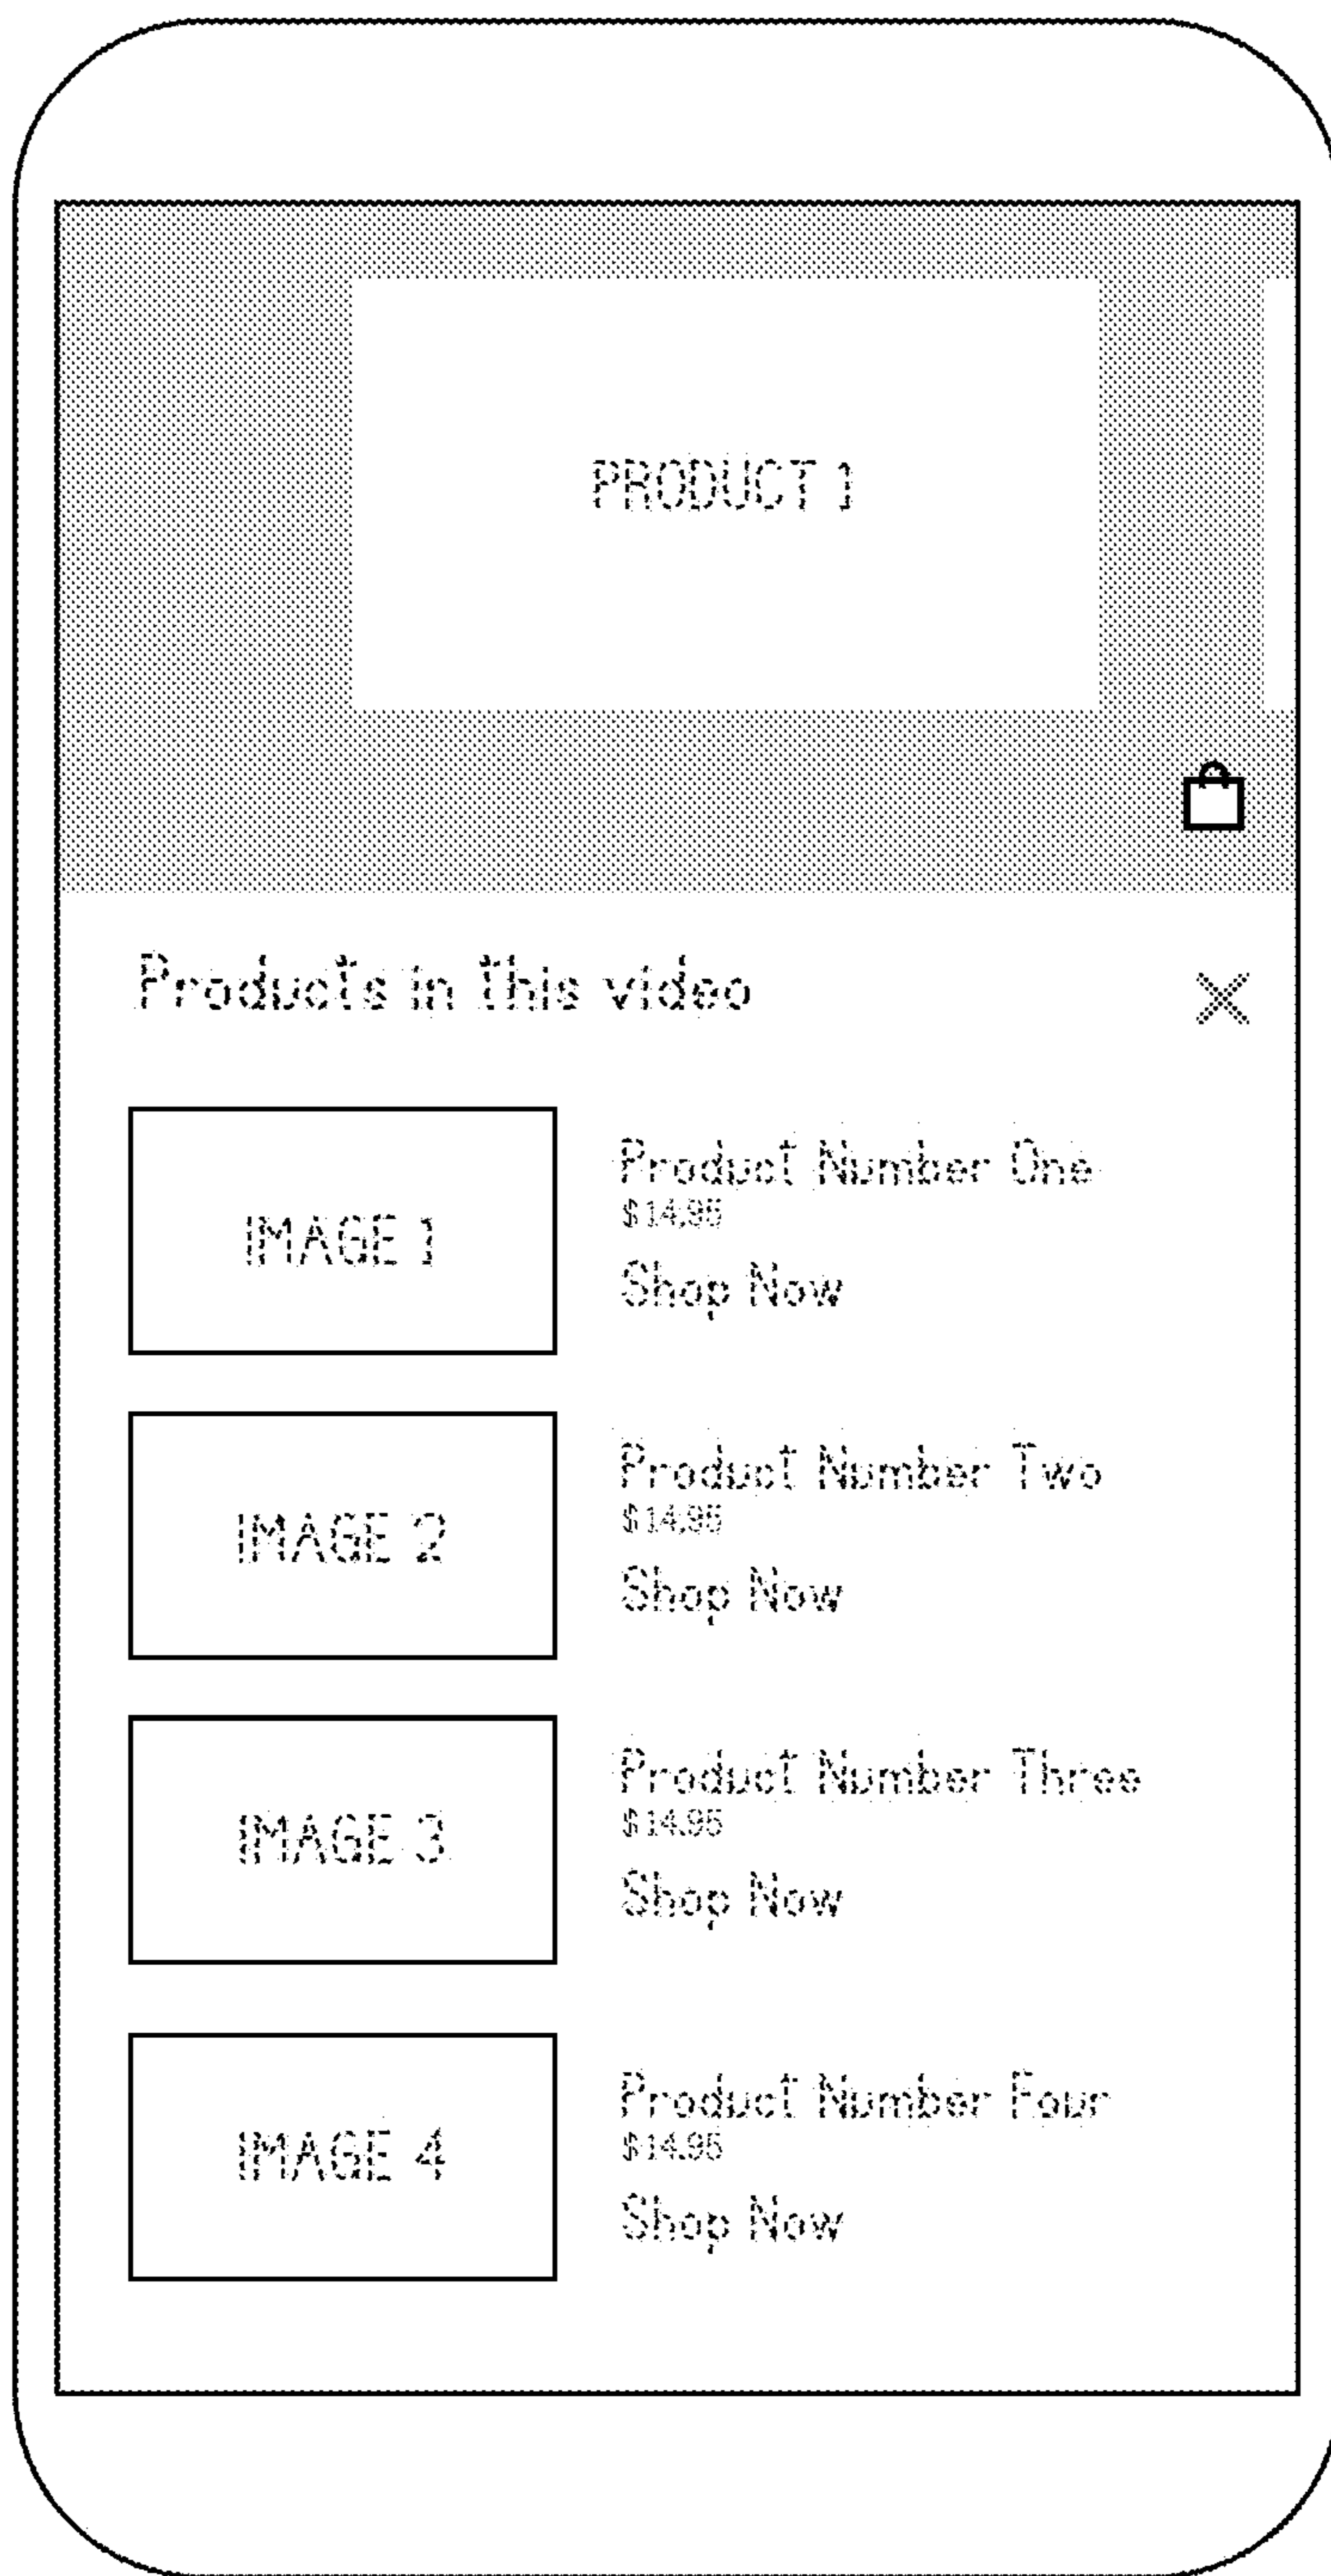 PRODUCT 1
Products in this video
IMAGE 1
Product Number One
$14.95
Shop Now
IMAGE 2
Product Number Two
$14.95
Shop Now
IMAGE 3
Product Number Three
$14.95
Shop Now
IMAGE 4
Product Number Four
$14.95
Shop Now